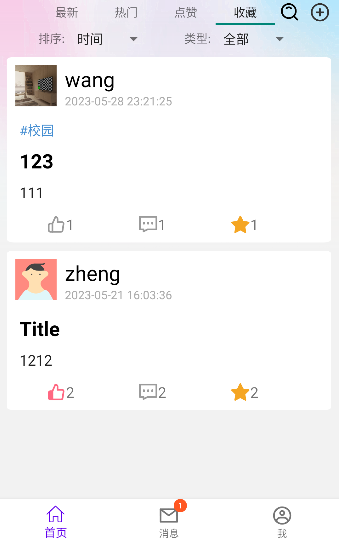 最新 热门 点赞 收藏
排序: 时间 类型: 全部
wang
2023-05-28 23:21:25
#校园
123
111
1 1 1
zheng
2023-05-21 16:03:36
Title
1212
2 2 2
1
首页 消息 我